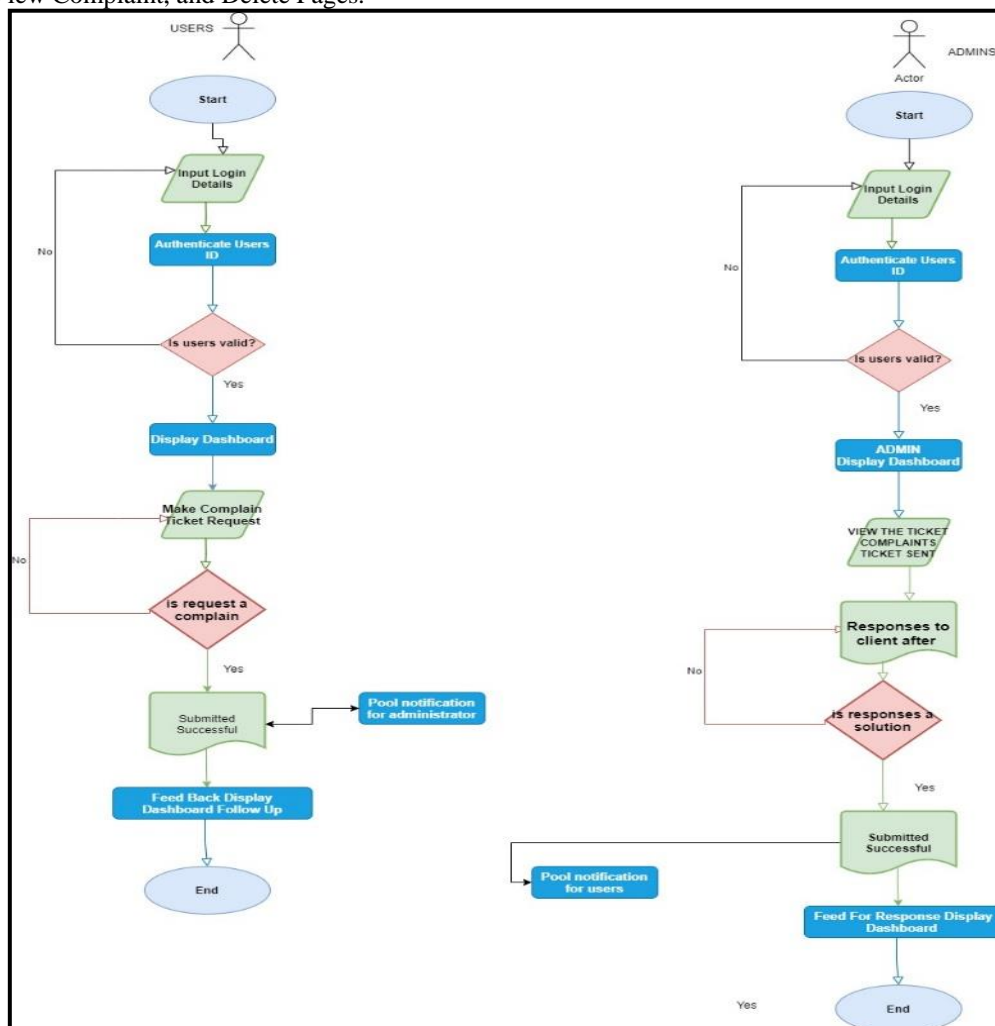 iew Complaint, and Delete Pages.
USERS
Start
Input Login
Details
No
Authenticate Users
ID
Is users valid?
Yes
Display Dashboard
Make Complain
Ticket Request
No
is request a
complain
Yes
Submitted
Successful
Pool notification
for administrator
Feed Back Display
Dashboard Follow Up
End
ADMINS
Actor
Start
Input Login
Details
No
Authenticate Users
ID
Is users valid?
Yes
ADMIN
Display Dashboard
VIEW THE TICKET
COMPLAINTS
TICKET SENT
Responses to
client after
No
is responses a
solution
Yes
Submitted
Successful
Pool notification
for users
Feed For Response Display
Dashboard
Yes
End